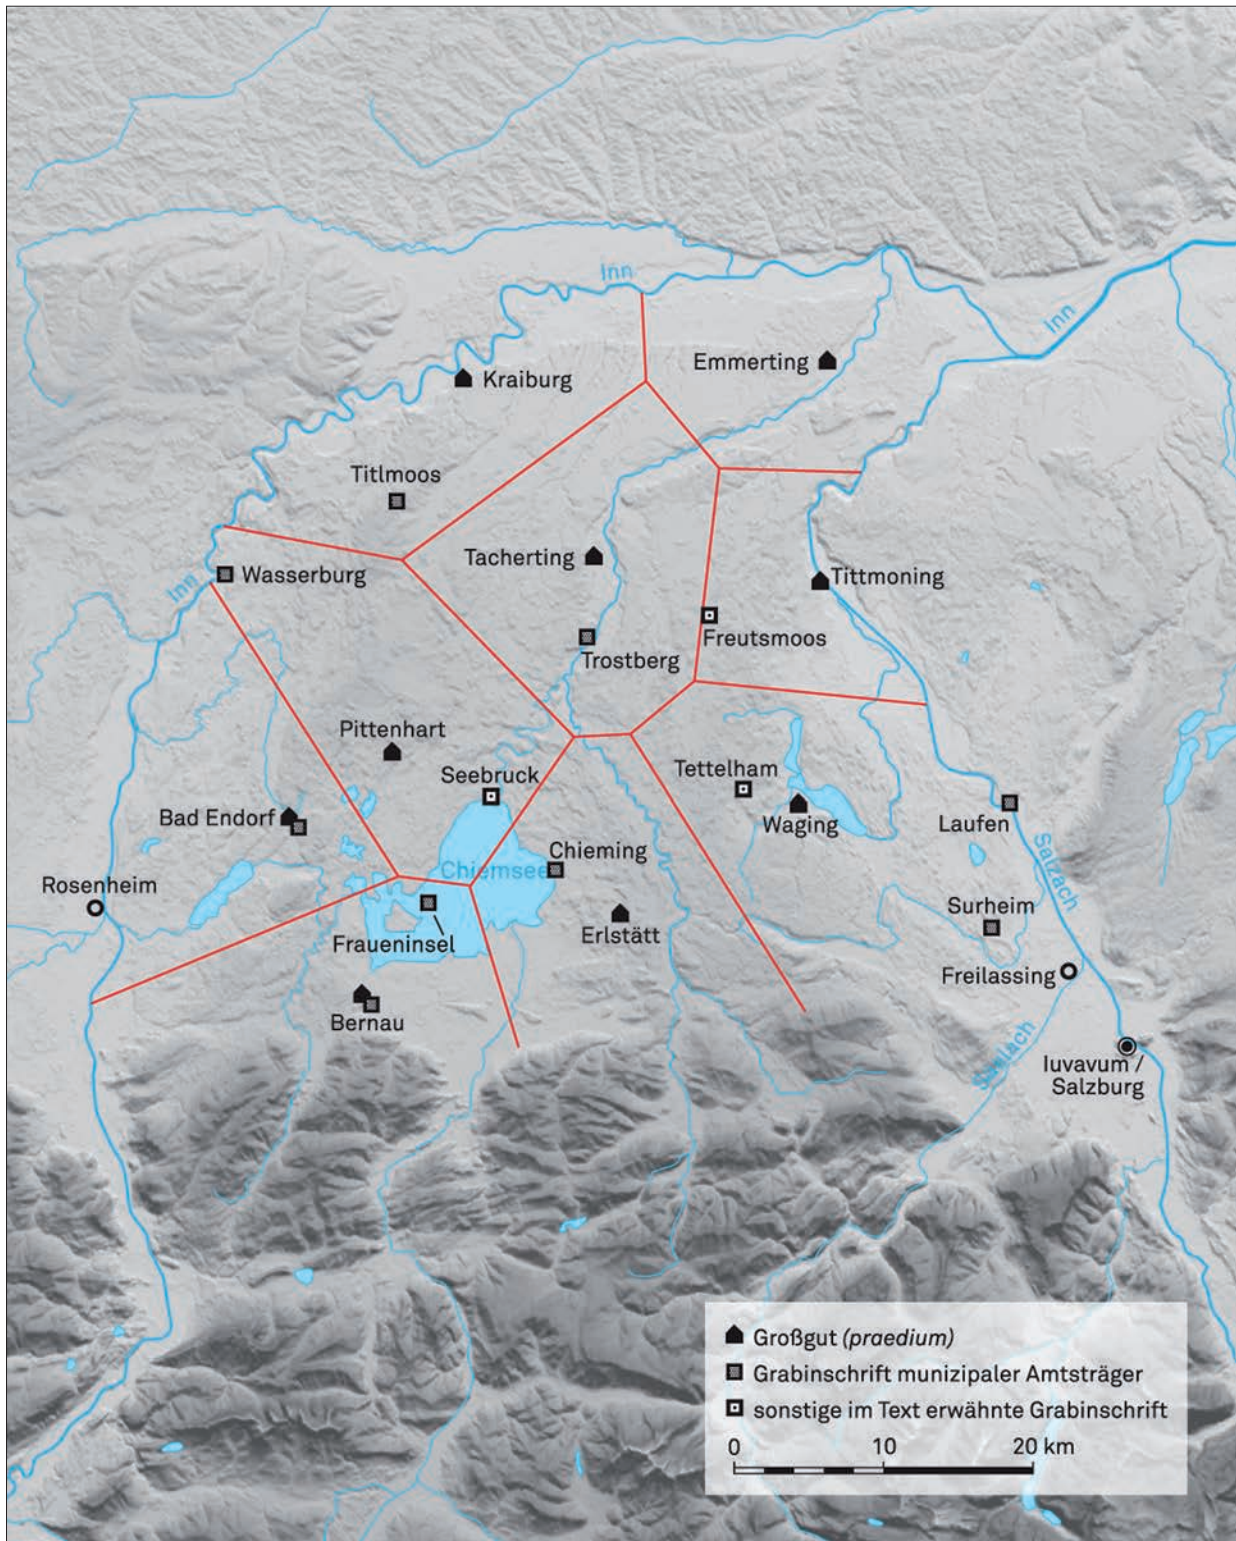 Inn
Inn
Emmerting
Kraiburg
Titlmoos
Tacherting
Wasserburg
Inn
Tittmoning
Freutsmoos
Trostberg
Pittenhart
Seebruck
Tettelham
Bad Endorf
Waging
Laufen
Chieming
Chiemsee
Rosenheim
Salzach
Surheim
Fraueninsel
Erlstätt
Freilassing
Bernau
Saalach
Iuvavum /
Salzburg
Großgut (praedium)
Grabinschrift munizipaler Amtsträger
sonstige im Text erwähnte Grabinschrift
0 10 20 km